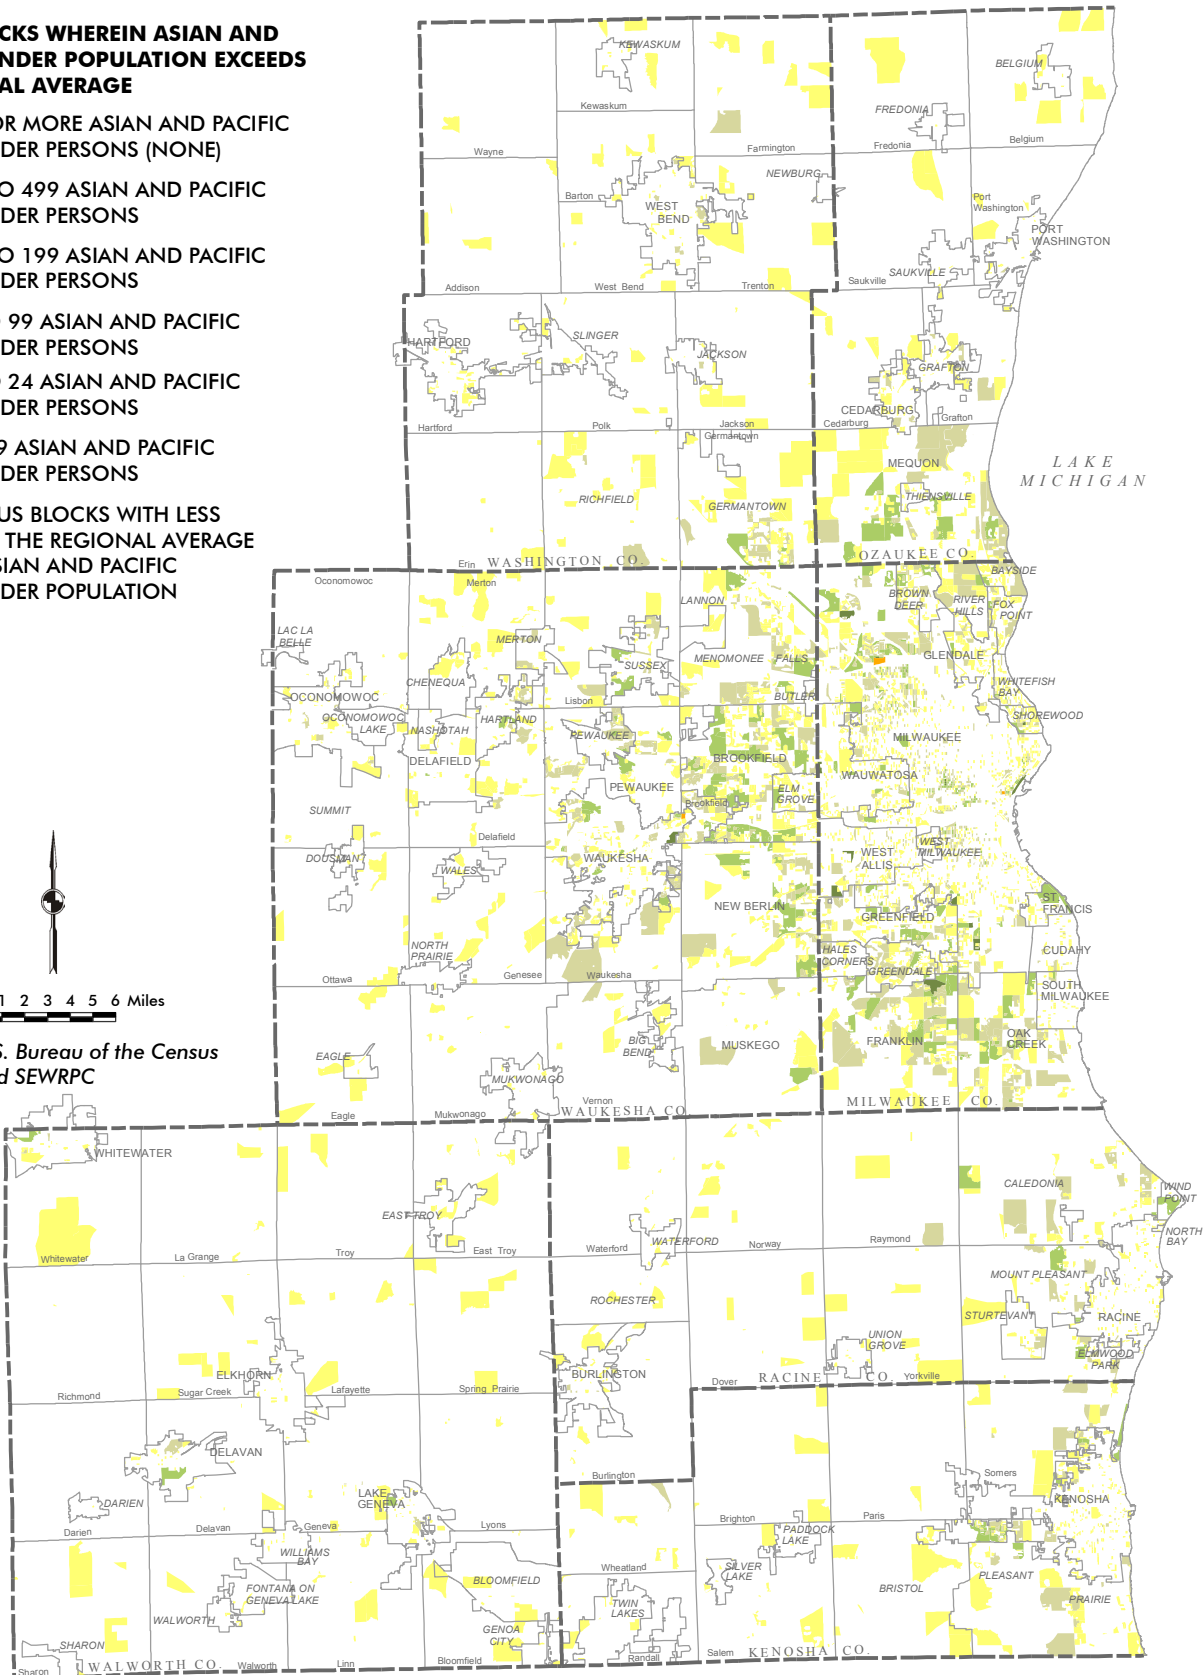 CKS WHEREIN ASIAN AND
NDER POPULATION EXCEEDS
AL AVERAGE
OR MORE ASIAN AND PACIFIC
DER PERSONS (NONE)
O 499 ASIAN AND PACIFIC
DER PERSONS
O 199 ASIAN AND PACIFIC
DER PERSONS
99 ASIAN AND PACIFIC
DER PERSONS
24 ASIAN AND PACIFIC
DER PERSONS
9 ASIAN AND PACIFIC
DER PERSONS
US BLOCKS WITH LESS
THE REGIONAL AVERAGE
SIAN AND PACIFIC
DER POPULATION
1 2 3 4 5 6 Miles
S. Bureau of the Census
d SEWRPC
KEWASKUM
BELGIUM
Kewaskum
FREDONIA
Wayne
Farmington
Fredonia
Belgium
NEWBURG
Barton
WEST
BEND
Port
Washington
PORT
WASHINGTON
SAUKVILLE
Addison
West Bend
Trenton
Saukville
HARTFORD
SLINGER
JACKSON
GRAFTON
CEDARBURG
Hartford
Polk
Jackson
Germantown
Cedarburg
Grafton
LAKE
MICHIGAN
MEQUON
THIENSVILLE
RICHFIELD
GERMANTOWN
Erin
WASHINGTON CO.
OZAUKEE CO.
BAYSIDE
Oconomowoc
Merton
LANNON
BROWN
DEER
RIVER
HILLS
FOX
POINT
LAC LA
BELLE
MERTON
CHENEQUA
SUSSEX
MENOMONEE FALLS
GLENDALE
WHITEFISH
BAY
OCONOMOWOC
OCONOMOWOC
LAKE
NASHOTAH
HARTLAND
Lisbon
BUTLER
SHOREWOOD
PEWAUKEE
MILWAUKEE
DELAFIELD
BROOKFIELD
WAUWATOSA
PEWAUKEE
ELM
GROVE
Brookfield
SUMMIT
Delafield
DOUSMAN
WALES
WAUKESHA
WEST
ALLIS
WEST
MILWAUKEE
NEW BERLIN
GREENFIELD
ST.
FRANCIS
NORTH
PRAIRIE
HALES
CORNERS
GREENDALE
CUDAHY
Ottawa
Genesee
Waukesha
SOUTH
MILWAUKEE
EAGLE
BIG
BEND
MUSKEGO
FRANKLIN
OAK
CREEK
MUKWONAGO
Eagle
Mukwonago
Vernon
WAUKESHA CO.
MILWAUKEE CO.
WHITEWATER
CALEDONIA
WIND
POINT
EAST TROY
WATERFORD
NORTH
BAY
Whitewater
La Grange
Troy
East Troy
Waterford
Norway
Raymond
MOUNT PLEASANT
ROCHESTER
STURTEVANT
RACINE
UNION
GROVE
ELMWOOD
PARK
ELKHORN
BURLINGTON
Richmond
Sugar Creek
Lafayette
Spring Prairie
Dover
RACINE CO.
Yorkville
DELAVAN
Burlington
Somers
LAKE
GENEVA
KENOSHA
DARIEN
Darien
Delavan
Geneva
Lyons
Brighton
Paris
PADDOCK
LAKE
WILLIAMS
BAY
Wheatland
SILVER
LAKE
PLEASANT
PRAIRIE
FONTANA ON
GENEVA LAKE
BLOOMFIELD
BRISTOL
WALWORTH
TWIN
LAKES
GENOA
CITY
SHARON
Sharon
WALWORTH CO.
Walworth
Linn
Bloomfield
Randall
Salem
KENOSHA CO.